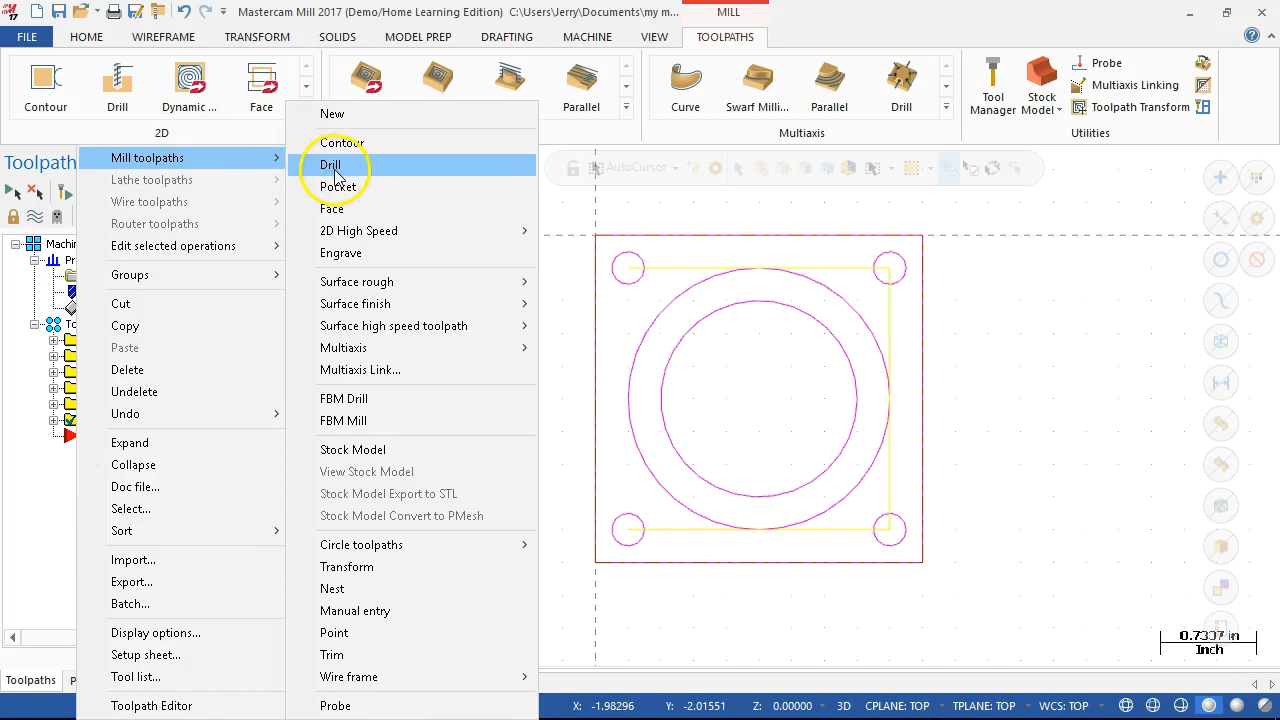 Mastercam Mill 2017 (Demo/Home Learning Edition)  C:\Users\Jerry\Documents\my m...
MILL
17
FILE
HOME
WIREFRAME
TRANSFORM
SOLIDS
MODEL PREP
DRAFTING
MACHINE
VIEW
TOOLPATHS
Contour
Drill
Dynamic ...
Face
Parallel
Curve
Swarf Milli...
Parallel
Drill
Tool
Manager
Stock
Model
Probe
Multiaxis Linking
Toolpath Transform
2D
Multiaxis
Utilities
Toolpath
Machin
Pr
To
AutoCursor
Mill toolpaths
Lathe toolpaths
Wire toolpaths
Router toolpaths
Edit selected operations
Groups
Cut
Copy
Paste
Delete
Undelete
Undo
Expand
Collapse
Doc file...
Select...
Sort
Import...
Export...
Batch...
Display options...
Setup sheet...
Tool list...
Toolpath Editor
New
Contour
Drill
Pocket
Face
2D High Speed
Engrave
Surface rough
Surface finish
Surface high speed toolpath
Multiaxis
Multiaxis Link...
FBM Drill
FBM Mill
Stock Model
View Stock Model
Stock Model Export to STL
Stock Model Convert to PMesh
Circle toolpaths
Transform
Nest
Manual entry
Point
Trim
Wire frame
Probe
0.7337 in
Inch
Toolpaths
P
X: -1.98296
Y: -2.01551
Z: 0.00000
3D
CPLANE: TOP
TPLANE: TOP
WCS: TOP